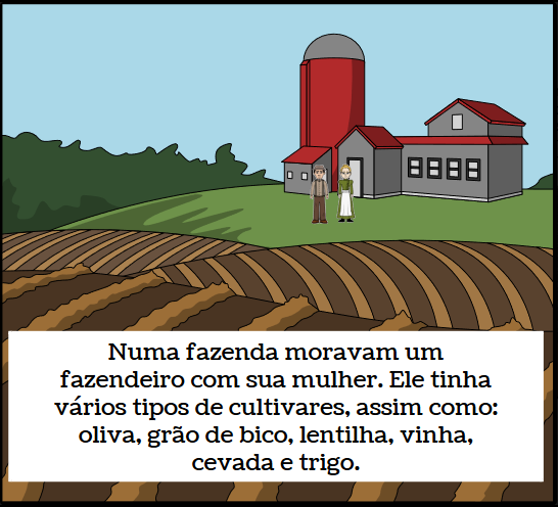 Numa fazenda moravam um
fazendeiro com sua mulher. Ele tinha
vários tipos de cultivares, assim como:
oliva, grão de bico, lentilha, vinha,
cevada e trigo.